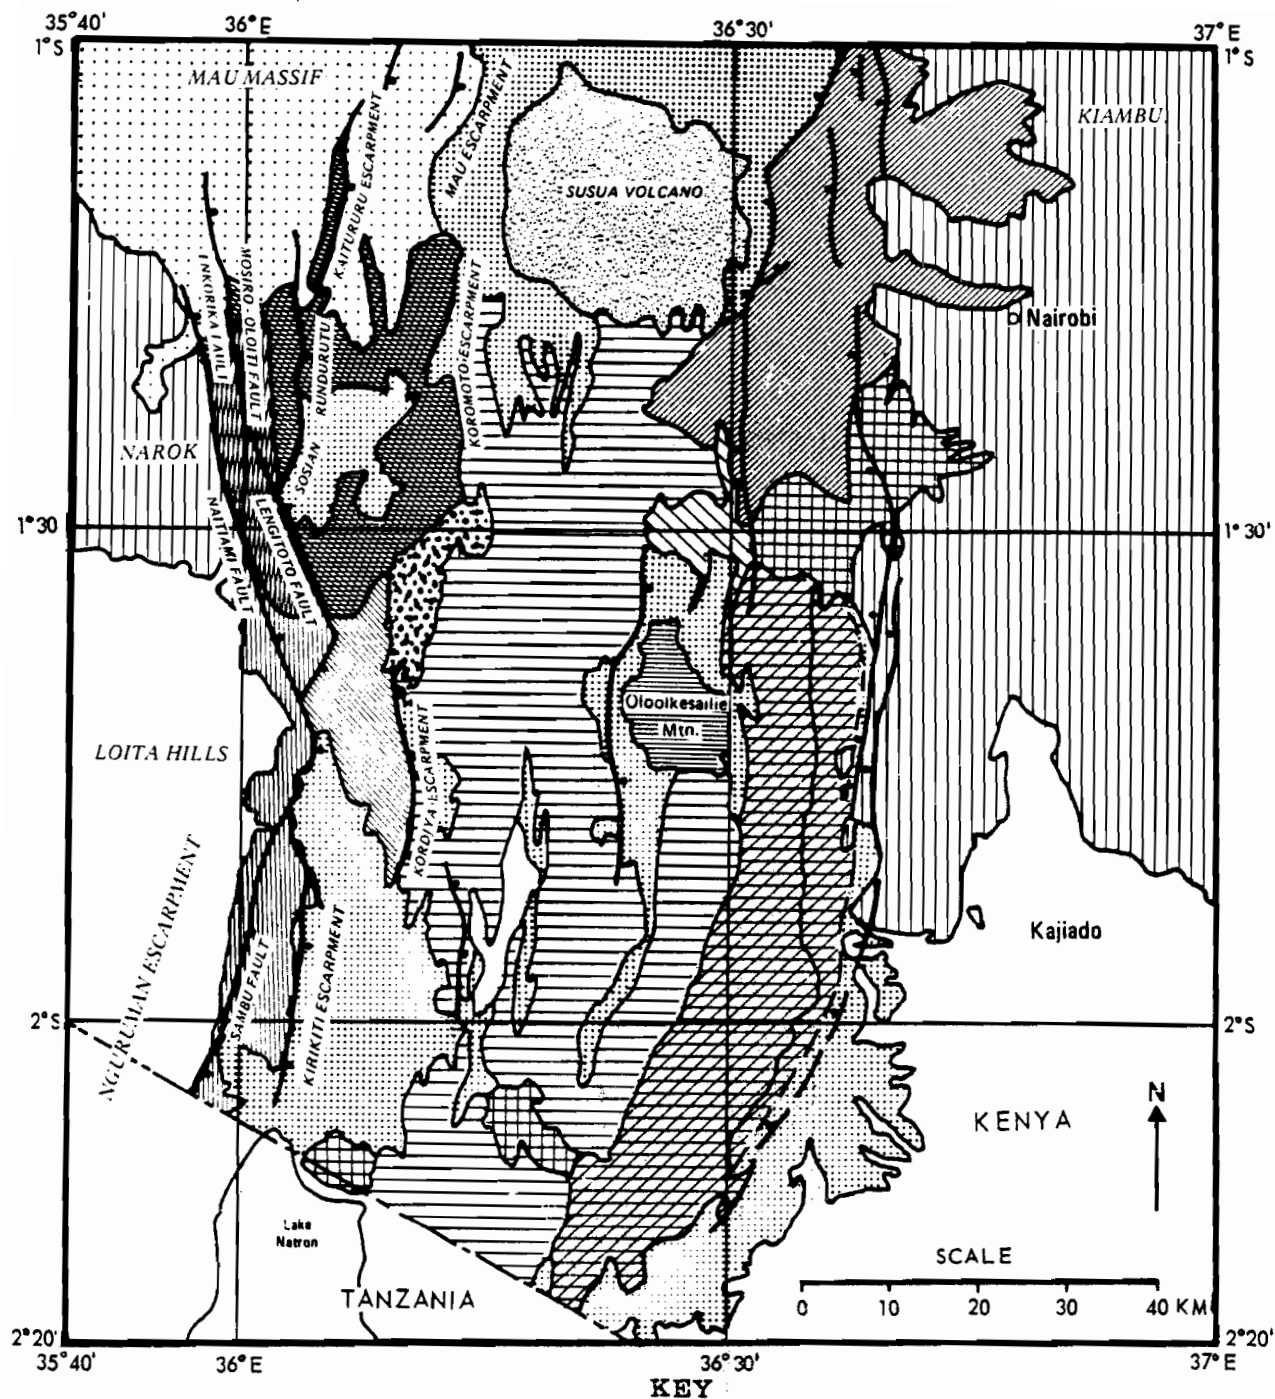 35°40' 36°E 36°30' 37°E
1°S 1°S
MAU MASSIF
KIAMBU
MAU ESCARPMENT
KAITURURU ESCARPMENT
SUSUA VOLCANO
ENKORIKA FAULT
MOSIRO-OLOITI FAULT
RUNDURUTU
KOROMOTO ESCARPMENT
Nairobi
NAROK
SOSIAN
NAITIAMI FAULT
LENGITOTO FAULT
1°30 1°30'
Oloolkesailie
Mtn.
LOITA HILLS
KORDIYA ESCARPMENT
NGURUMAN ESCARPMENT
Kajiado
SAMBU FAULT
KIRIKITI ESCARPMENT
2°S 2°S
N
KENYA
Lake
Natron
SCALE
TANZANIA
0 10 20 30 40 KM
2°20' 2°20'
35°40 36°E 36°30' 37°E
KEY